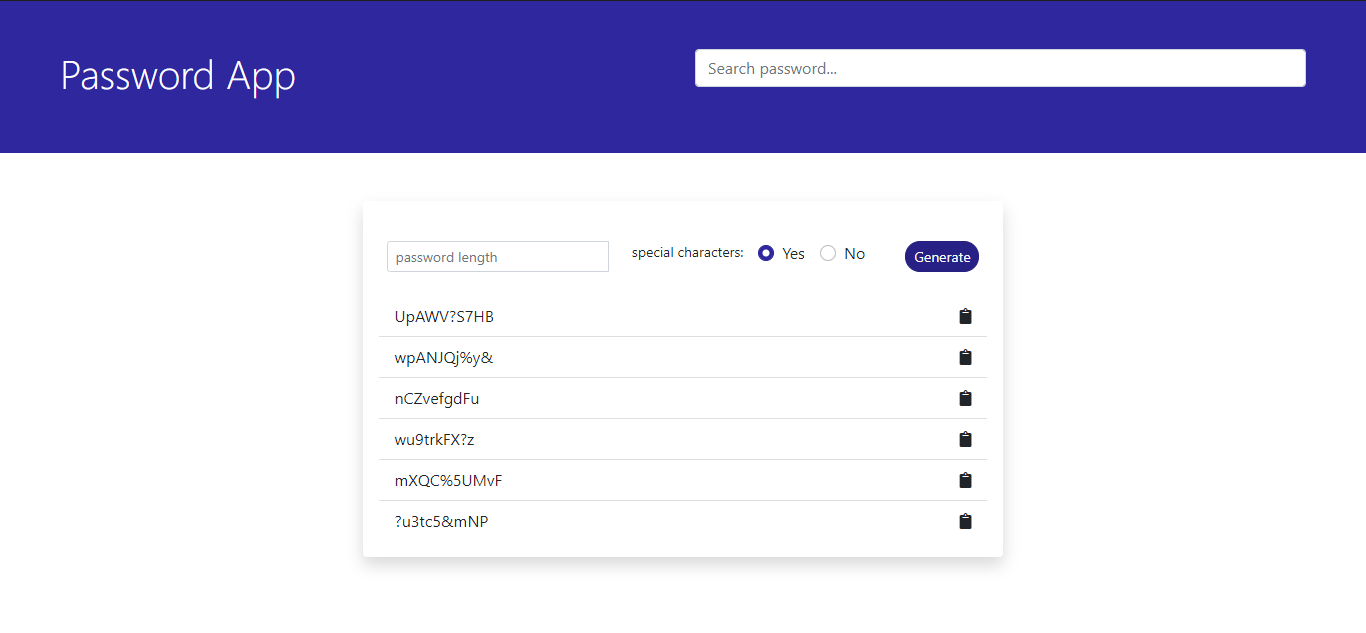 Password App
Search password...
password length
special characters: Yes No
Generate
UpAWV?S7HB
wpANJQj%y&
nCZvefgdFu
wu9trkFX?z
mXQC%5UMvF
?u3tc5&mNP